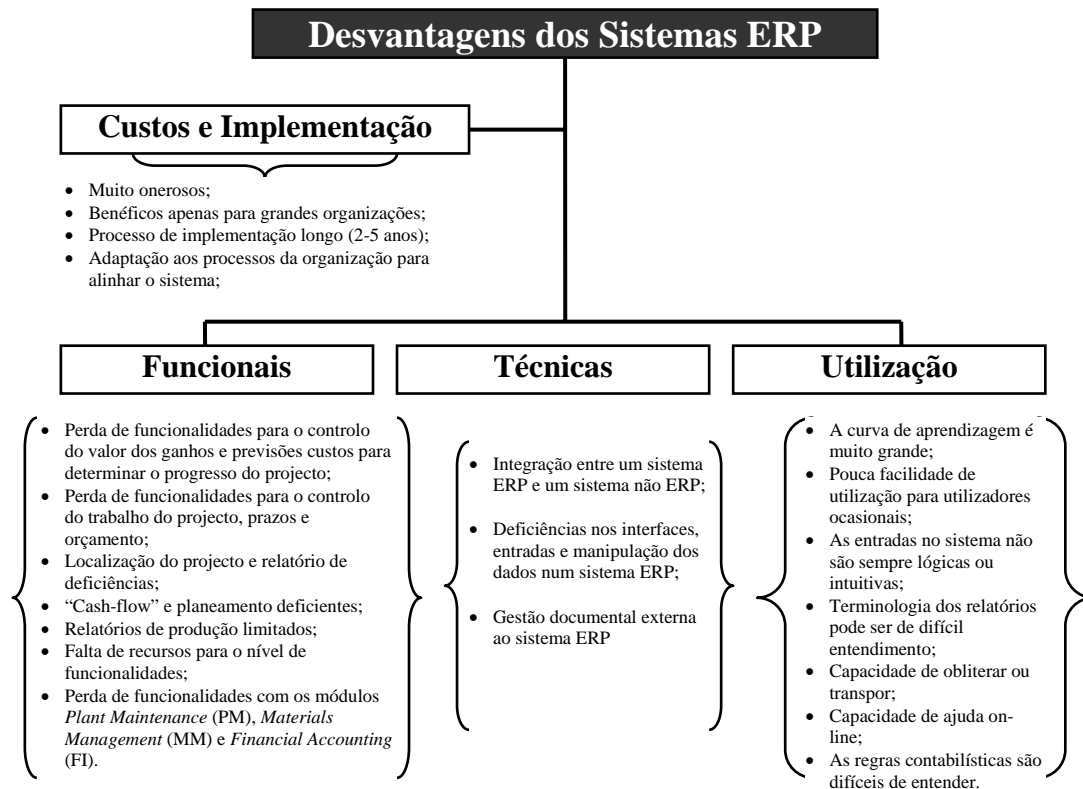 Desvantagens dos Sistemas ERP
Custos e Implementação
• Muito onerosos;
• Benéficos apenas para grandes organizações;
• Processo de implementação longo (2-5 anos);
• Adaptação aos processos da organização para
alinhar o sistema;
Funcionais
• Perda de funcionalidades para o controlo
do valor dos ganhos e previsões custos para
determinar o progresso do projecto;
• Perda de funcionalidades para o controlo
do trabalho do projecto, prazos e
orçamento;
• Localização do projecto e relatório de
deficiências;
• “Cash-flow” e planeamento deficientes;
• Relatórios de produção limitados;
• Falta de recursos para o nível de
funcionalidades;
• Perda de funcionalidades com os módulos
Plant Maintenance (PM), Materials
Management (MM) e Financial Accounting
(FI).
Técnicas
• Integração entre um sistema
ERP e um sistema não ERP;
• Deficiências nos interfaces,
entradas e manipulação dos
dados num sistema ERP;
• Gestão documental externa
ao sistema ERP
Utilização
• A curva de aprendizagem é
muito grande;
• Pouca facilidade de
utilização para utilizadores
ocasionais;
• As entradas no sistema não
são sempre lógicas ou
intuitivas;
• Terminologia dos relatórios
pode ser de difícil
entendimento;
• Capacidade de obliterar ou
transpor;
• Capacidade de ajuda on-
line;
• As regras contabilísticas são
difíceis de entender.